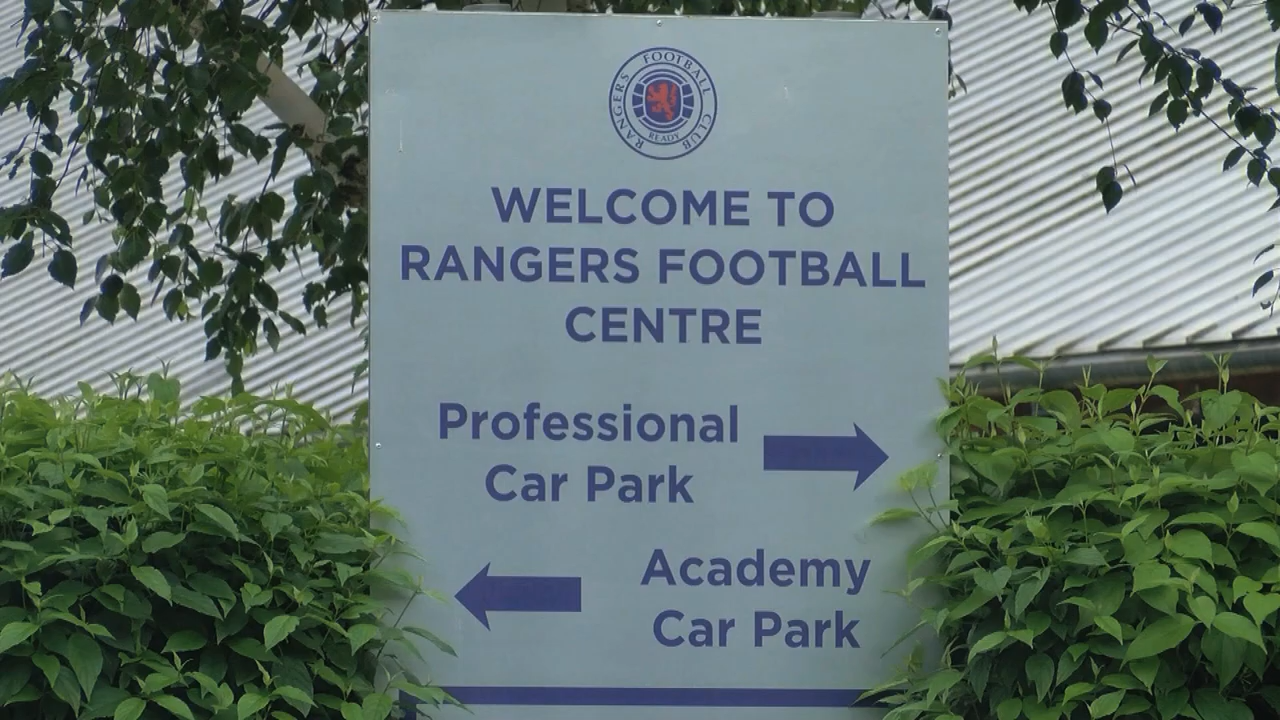 RANGERS FOOTBALL CLUB
READY
WELCOME TO
RANGERS FOOTBALL
CENTRE
Professional
Car Park
Academy
Car Park